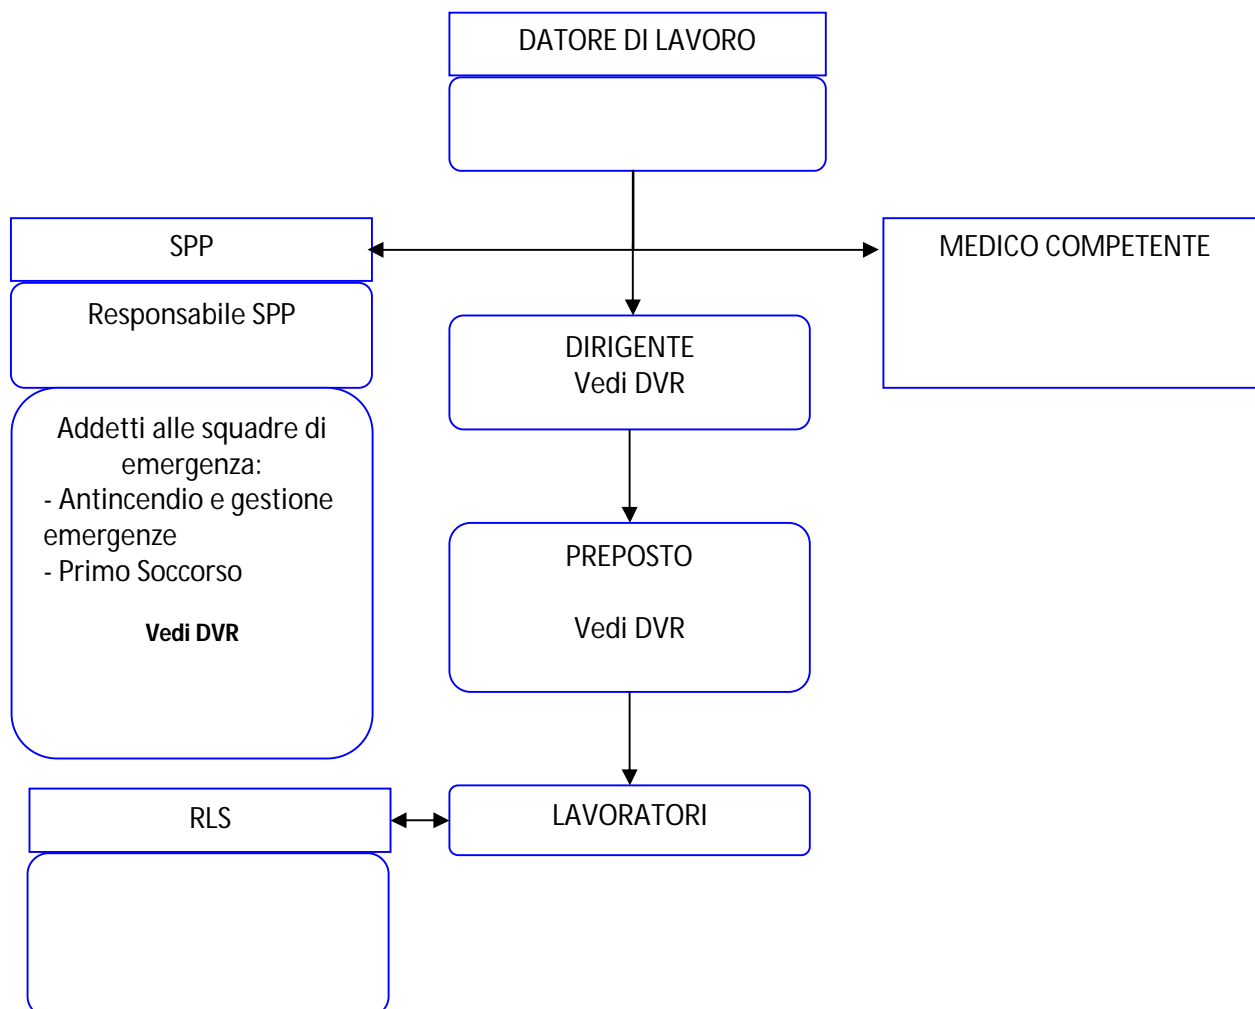 DATORE DI LAVORO
SPP
MEDICO COMPETENTE
Responsabile SPP
DIRIGENTE
Vedi DVR
Addetti alle squadre di
emergenza:
- Antincendio e gestione
emergenze
- Primo Soccorso
Vedi DVR
PREPOSTO
Vedi DVR
RLS
LAVORATORI